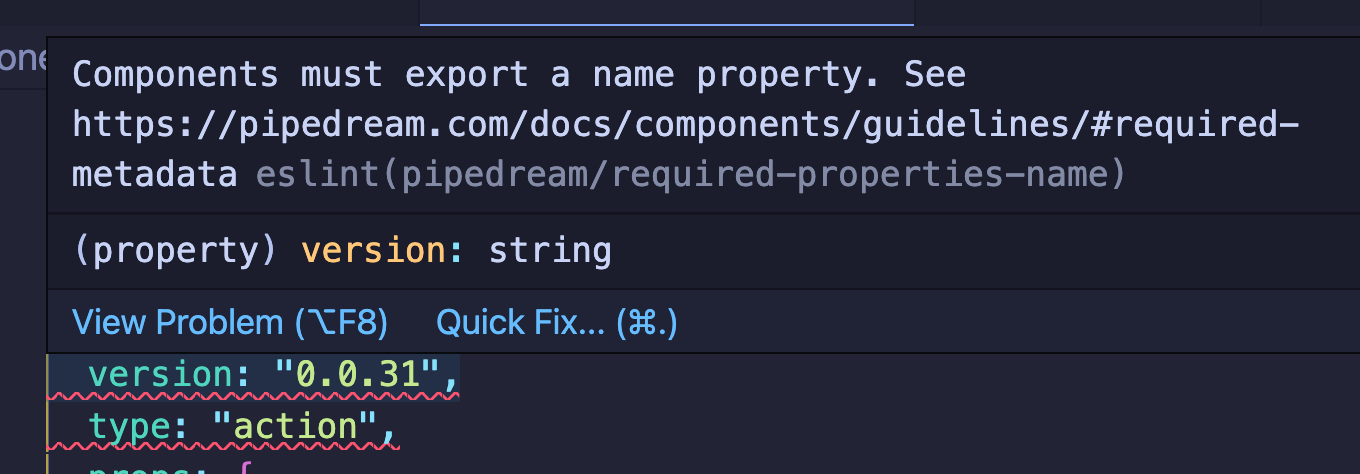 one
Components must export a name property. See
https://pipedream.com/docs/components/guidelines/#required-
metadata eslint(pipedream/required-properties-name)
(property) version: string
View Problem (⌥F8) Quick Fix... (⌘.)
version: "0.0.31",
type: "action",
props: {